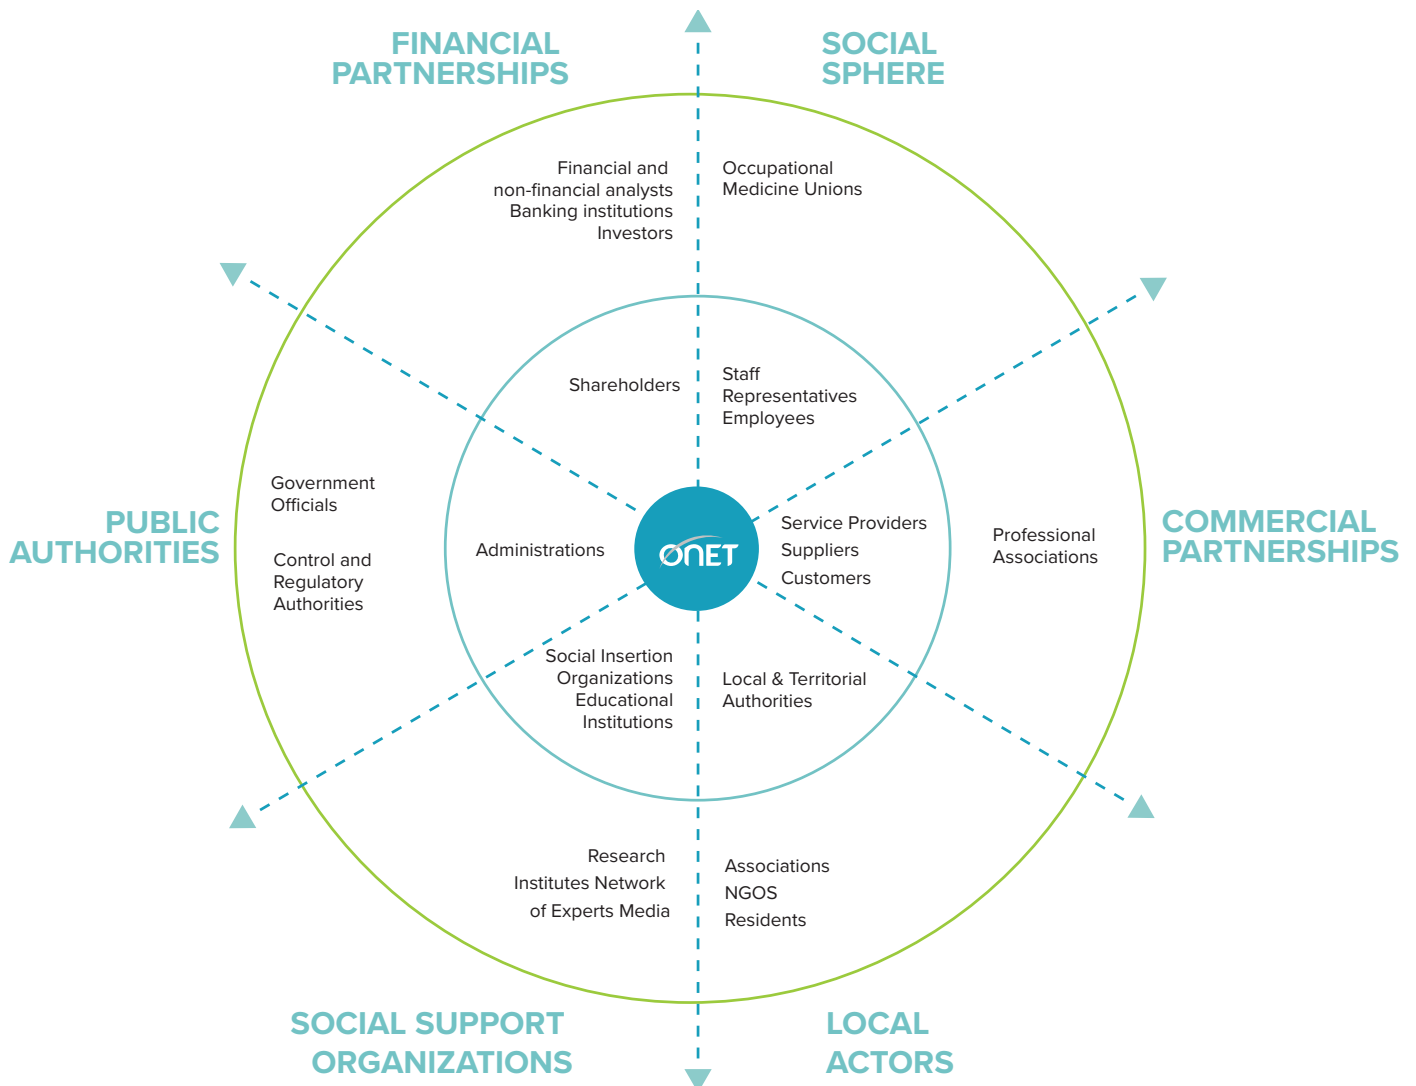 FINANCIAL
PARTNERSHIPS
SOCIAL
SPHERE
Financial and
non-financial analysts
Banking institutions
Investors
Occupational
Medicine Unions
Shareholders
Staff
Representatives
Employees
PUBLIC
AUTHORITIES
Government
Officials
Control and
Regulatory
Authorities
Administrations
ONET
Service Providers
Suppliers
Customers
Professional
Associations
COMMERCIAL
PARTNERSHIPS
Social Insertion
Organizations
Educational
Institutions
Local & Territorial
Authorities
Research
Institutes Network
of Experts Media
Associations
NGOS
Residents
SOCIAL SUPPORT
ORGANIZATIONS
LOCAL
ACTORS